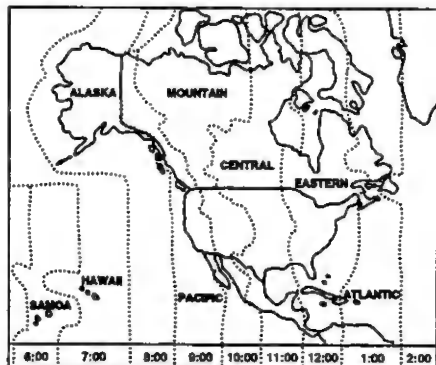 ALASKA MOUNTAIN
CENTRAL
EASTERN
HAWAII
SAMOA
PACIFIC ATLANTIC
6:00 7:00 8:00 9:00 10:00 11:00 12:00 1:00 2:00